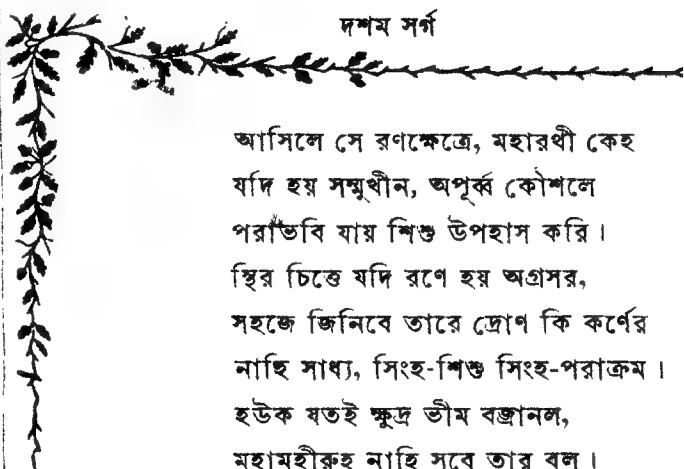 দশম সর্গ
আসিলে সে রণক্ষেত্রে, মহারথী কেহ
যদি হয় সম্মুখীন, অপূর্ব্ব কৌশলে
পরাভবি যায় শিশু উপহাস করি।
স্থির চিত্তে যদি রণে হয় অগ্রসর,
সহজে জিনিবে তারে দ্রোণ কি কর্ণের
নাহি সাধ্য, সিংহ-শিশু সিংহ-পরাক্রম।
হউক যতই ক্ষুদ্র ভীম বজ্রানল,
মহামহীরুহ নাহি সবে তার বল।